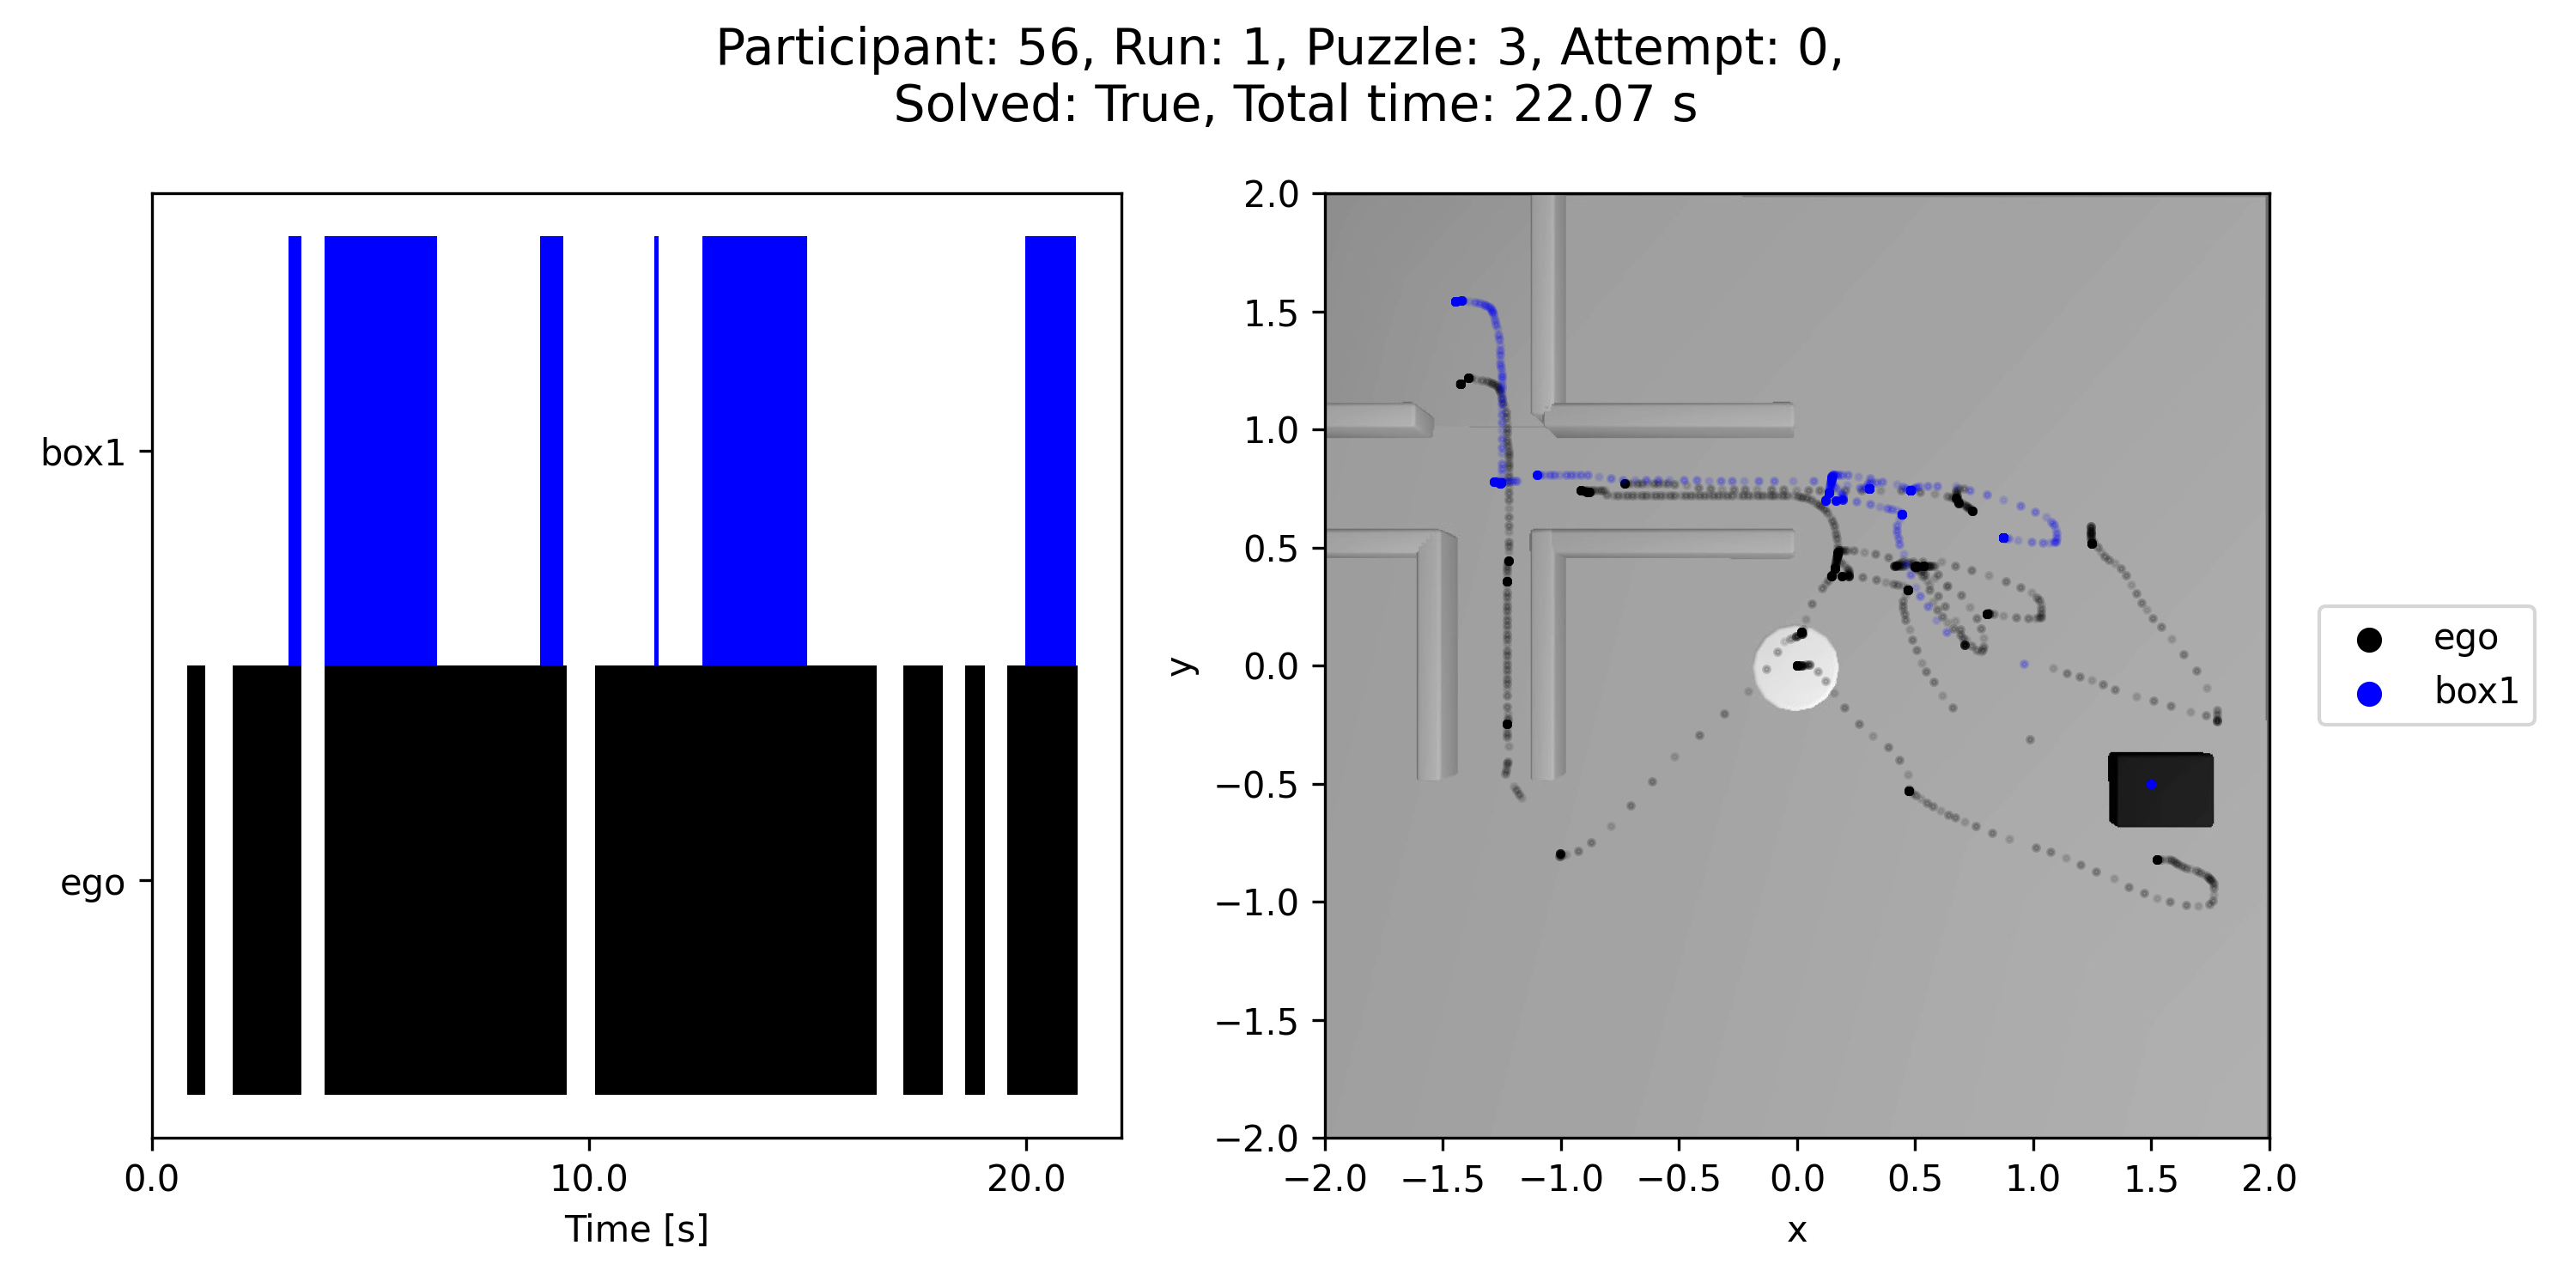 Participant: 56, Run: 1, Puzzle: 3, Attempt: 0,
Solved: True, Total time: 22.07 s
box1
ego
0.0 10.0 20.0
Time [s]
2.0
1.5
1.0
0.5
0.0
−0.5
−1.0
−1.5
−2.0
y
−2.0 −1.5 −1.0 −0.5 0.0 0.5 1.0 1.5 2.0
x
ego
box1